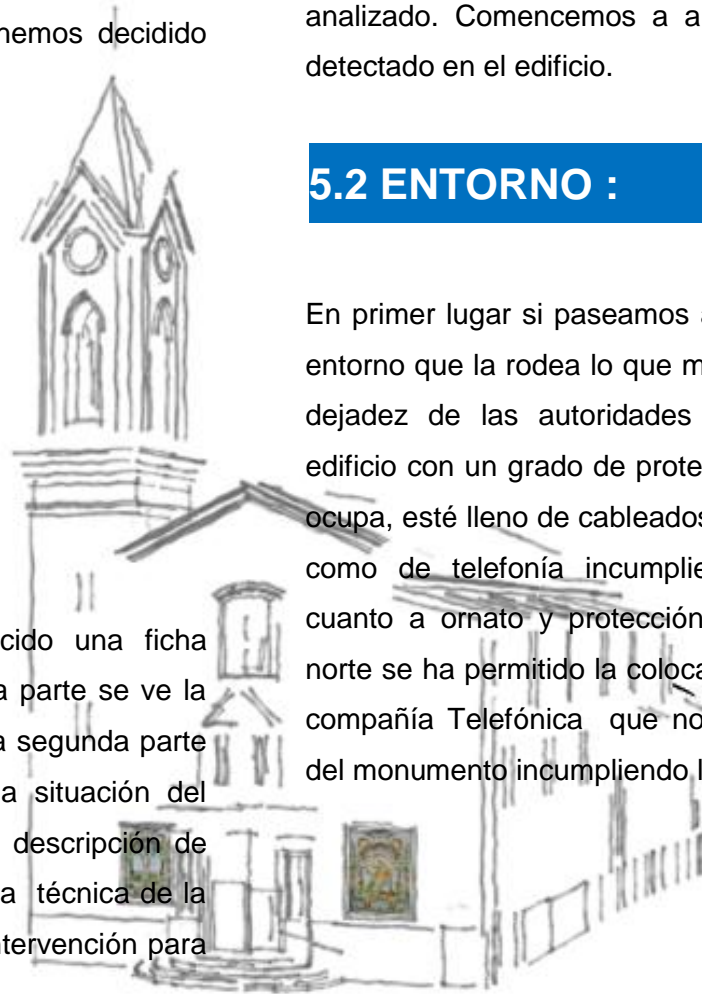 hemos decidido
cido una ficha
a parte se ve la
a segunda parte
a situación del
descripción de
a técnica de la
ntervención para
analizado. Comencemos a a
detectado en el edificio.
5.2 ENTORNO :
En primer lugar si paseamos a
entorno que la rodea lo que m
dejadez de las autoridades
edificio con un grado de prote
ocupa, esté lleno de cableados
como de telefonía incumplie
cuanto a ornato y protección
norte se ha permitido la coloca
compañía Telefónica que no
del monumento incumpliendo l